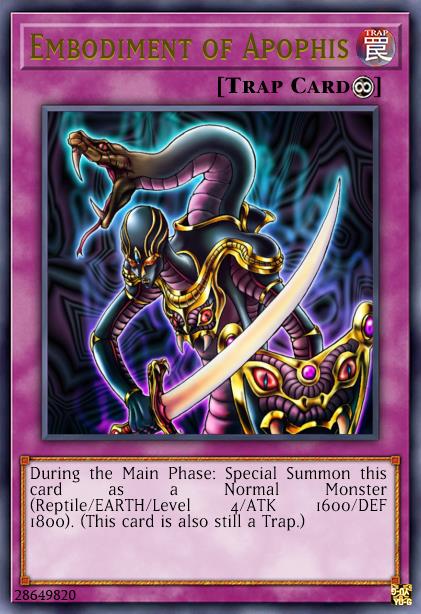 Embodiment of Apophis
TRAP
罠
[Trap Card]
During the Main Phase: Special Summon this
card as a Normal Monster
(Reptile/EARTH/Level 4/ATK 1600/DEF
1800). (This card is also still a Trap.)
28649820